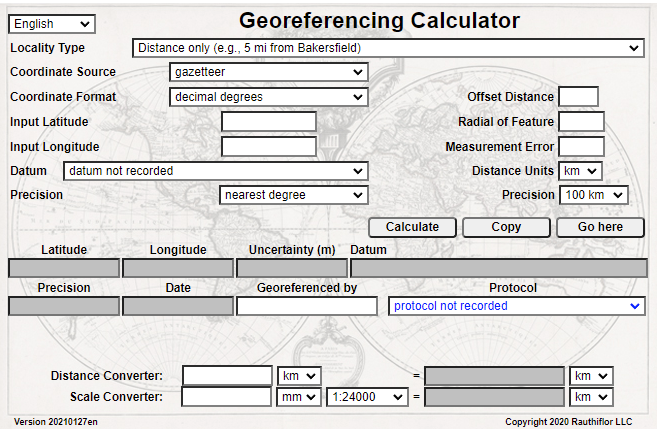 English
Georeferencing Calculator
Locality Type Distance only (e.g., 5 mi from Bakersfield)
Coordinate Source gazetteer
Coordinate Format decimal degrees Offset Distance
Input Latitude Radial of Feature
Input Longitude Measurement Error
Datum datum not recorded Distance Units km
Precision nearest degree Precision 100 km
Calculate Copy Go here
Latitude Longitude Uncertainty (m) Datum
Precision Date Georeferenced by Protocol
protocol not recorded
Distance Converter: km = km
Scale Converter: mm 1:24000 = km
Version 20210127en Copyright 2020 Rauthiflor LLC